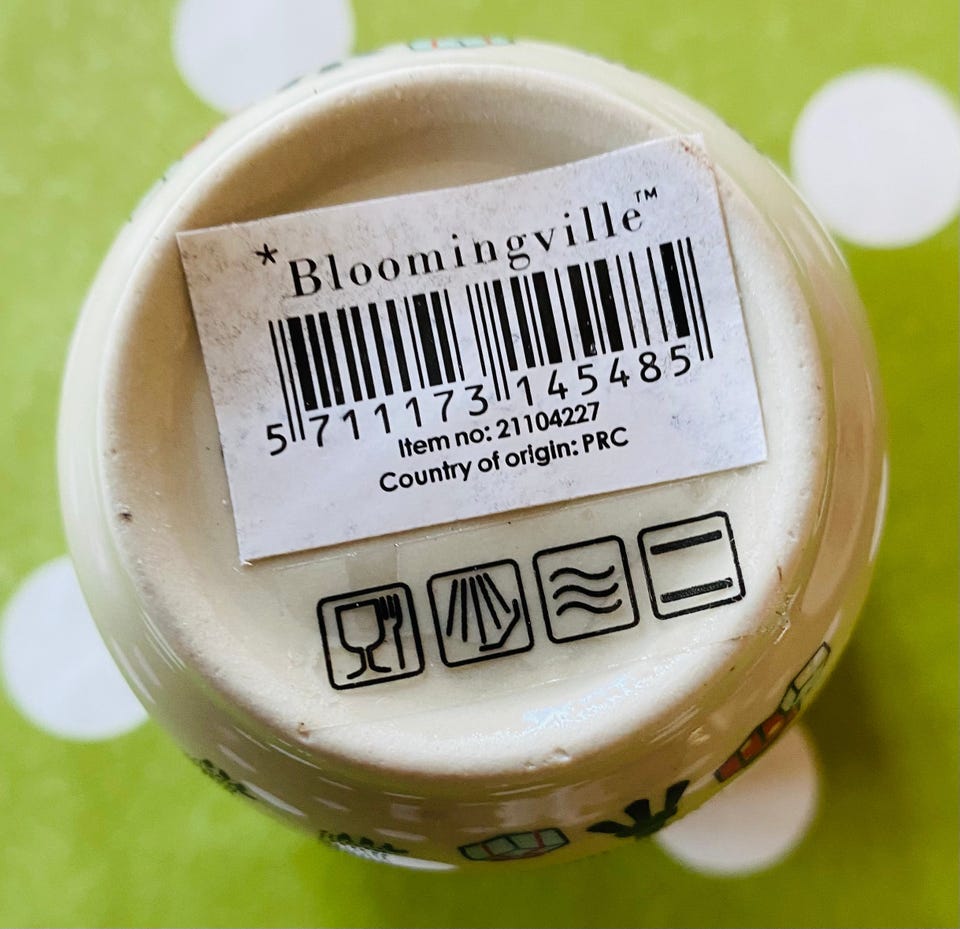 *Bloomingville™
5 711173 145485
Item no: 21104227
Country of origin: PRC